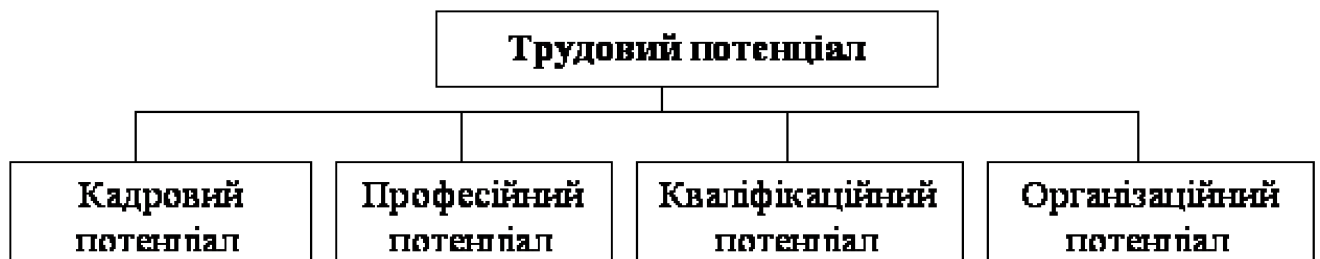 Трудовий потенціал
Кадровий
потенціал
Професійний
потенціал
Кваліфікаційний
потенціал
Організаційний
потенціал